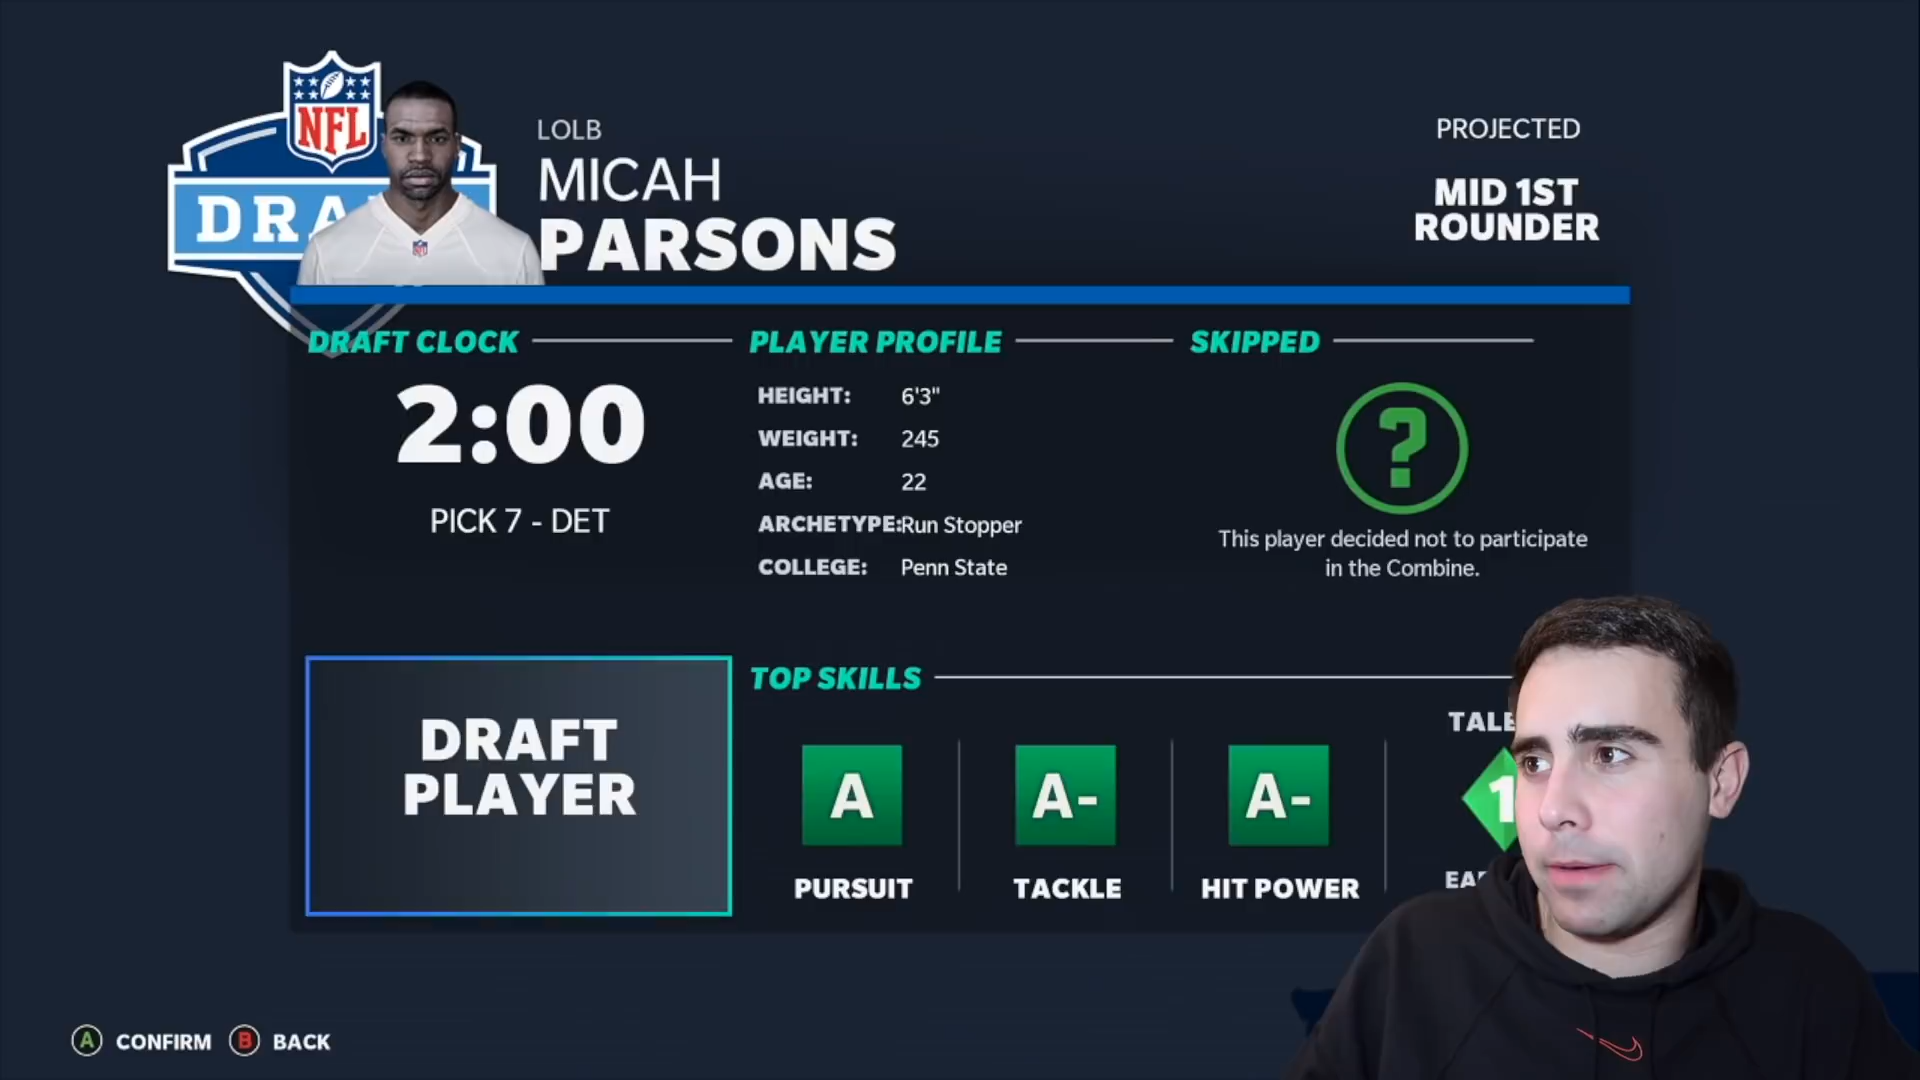 NFL
DRA
LOLB
MICAH
PARSONS
PROJECTED
MID 1ST
ROUNDER
DRAFT CLOCK
2:00
PICK 7 - DET
PLAYER PROFILE
HEIGHT: 6'3"
WEIGHT: 245
AGE: 22
ARCHETYPE: Run Stopper
COLLEGE: Penn State
SKIPPED
?
This player decided not to participate
in the Combine.
DRAFT
PLAYER
TOP SKILLS
A
PURSUIT
A-
TACKLE
A-
HIT POWER
TALE
1
EA
A CONFIRM B BACK